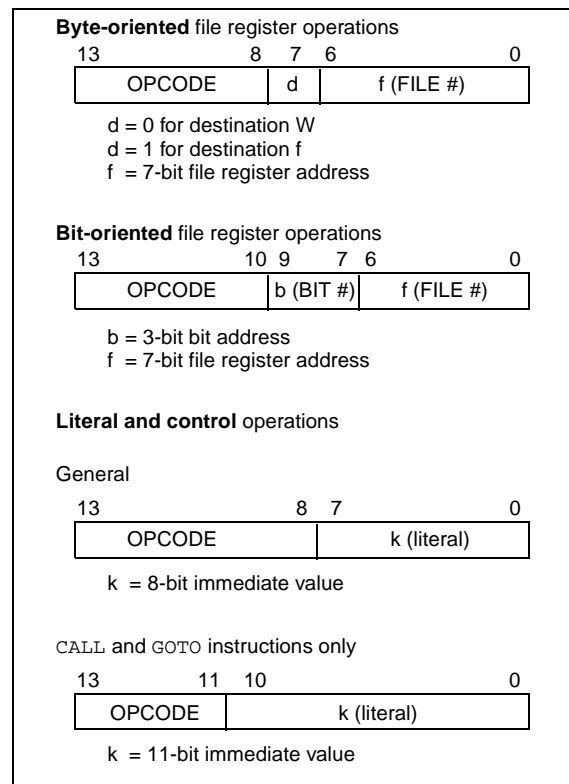 Byte-oriented file register operations
13 8 7 6 0
OPCODE d f (FILE #)
d = 0 for destination W
d = 1 for destination f
f = 7-bit file register address
Bit-oriented file register operations
13 10 9 7 6 0
OPCODE b (BIT #) f (FILE #)
b = 3-bit bit address
f = 7-bit file register address
Literal and control operations
General
13 8 7 0
OPCODE k (literal)
k = 8-bit immediate value
CALL and GOTO instructions only
13 11 10 0
OPCODE k (literal)
k = 11-bit immediate value